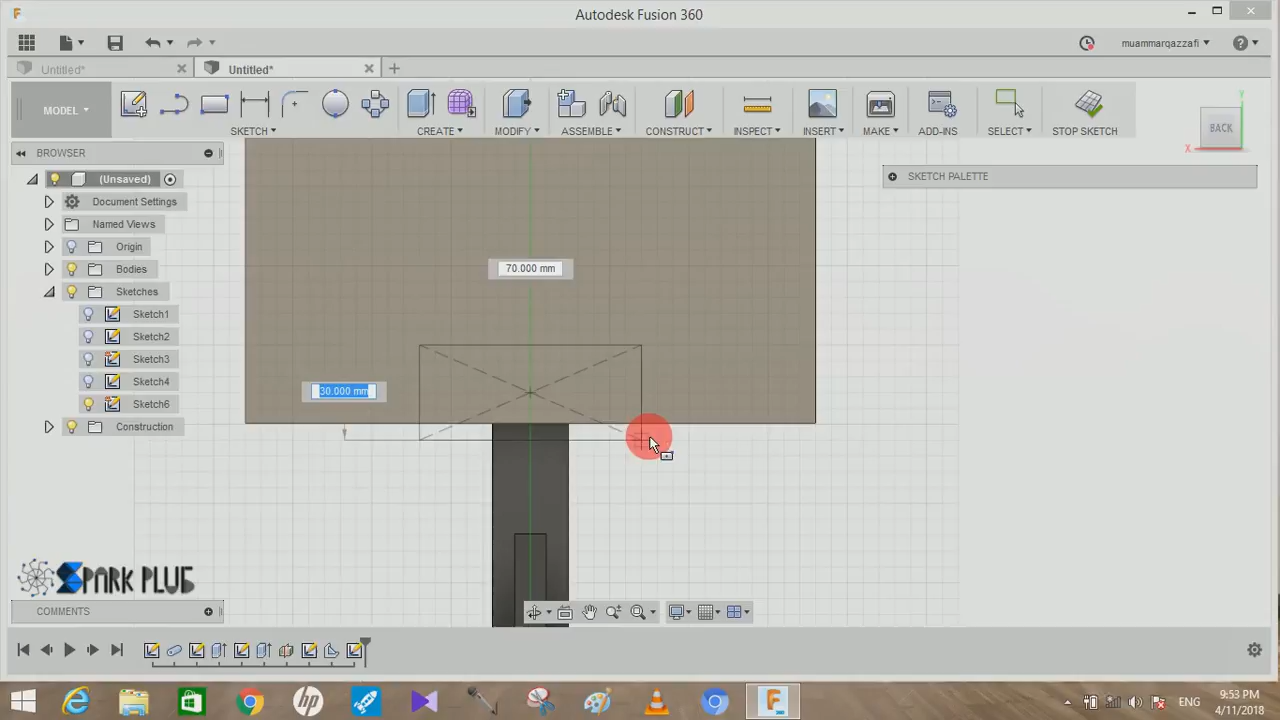 Autodesk Fusion 360
muammarqazzafi
Untitled*
Untitled*
MODEL
SKETCH
CREATE
MODIFY
ASSEMBLE
CONSTRUCT
INSPECT
INSERT
MAKE
ADD-INS
SELECT
STOP SKETCH
BROWSER
(Unsaved)
Document Settings
Named Views
Origin
Bodies
Sketches
Sketch1
Sketch2
Sketch3
Sketch4
Sketch6
Construction
SKETCH PALETTE
BACK
Y
X
70.000 mm
30.000 mm
SPARK PLUG
COMMENTS
ENG
9:53 PM
4/11/2018